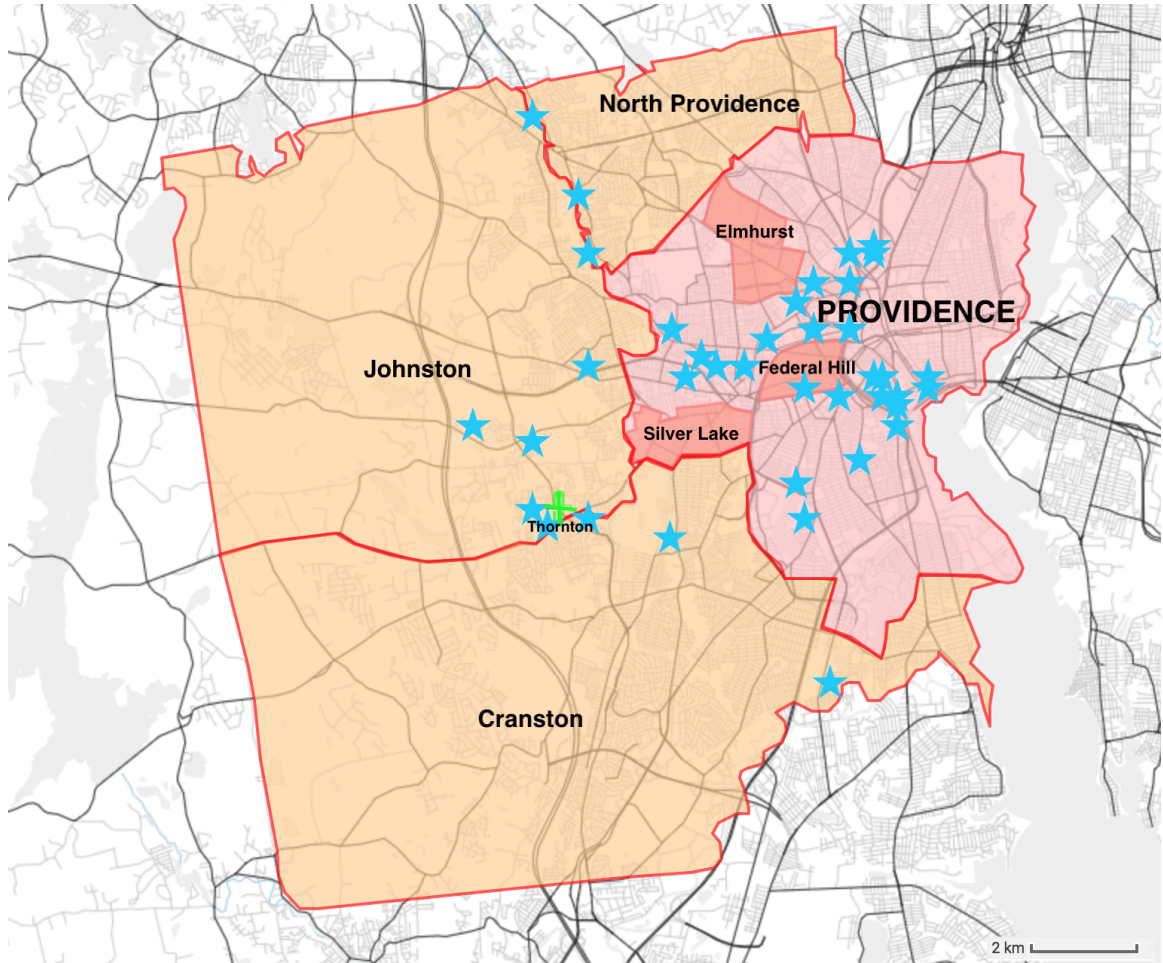 North Providence
Elmhurst
PROVIDENCE
Johnston
Federal Hill
Silver Lake
Thornton
Cranston
2 km